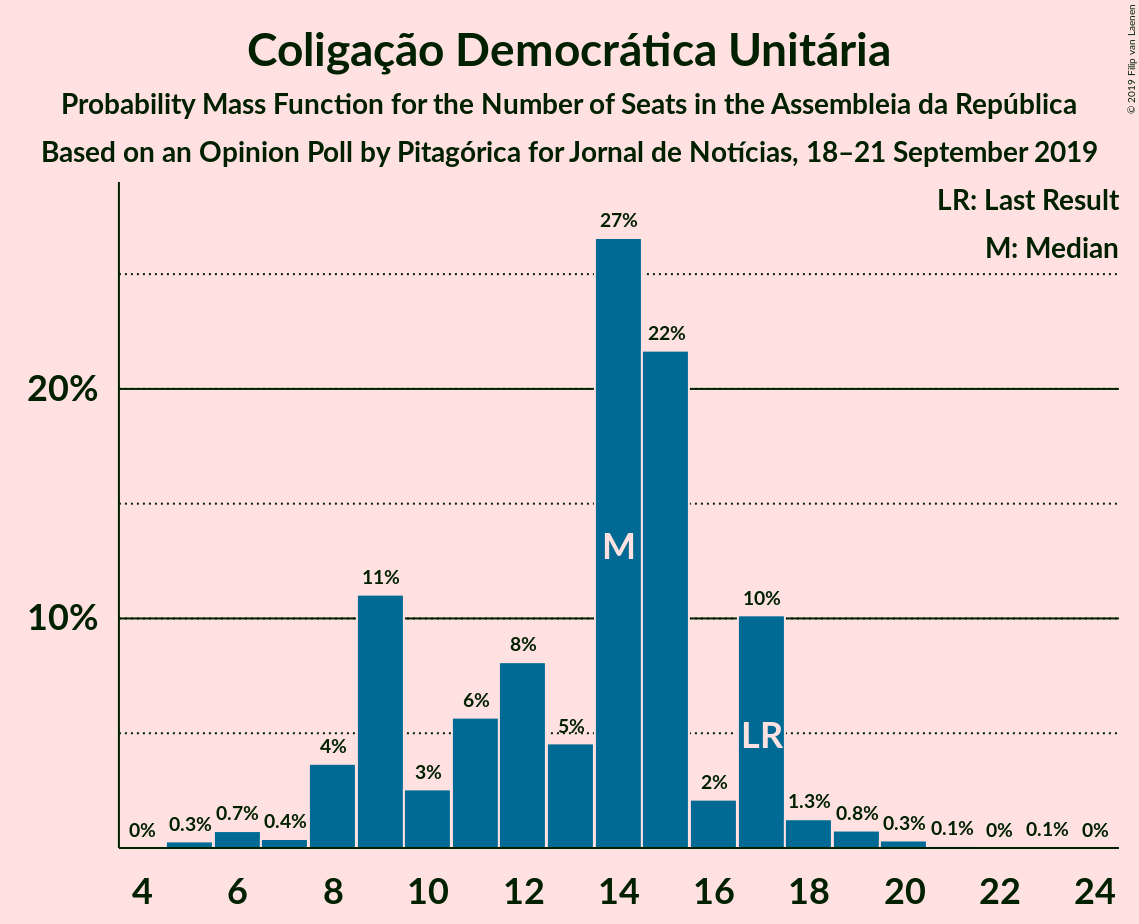 Coligação Democrática Unitária
Probability Mass Function for the Number of Seats in the Assembleia da República
Based on an Opinion Poll by Pitagórica for Jornal de Notícias, 18–21 September 2019
© 2019 Filip van Laenen
LR: Last Result
M: Median
27%
22%
20%
11%
10%
10%
8%
6%
5%
4%
3%
2%
1.3%
0.8%
0.7%
0.4%
0.3%
0.3%
0%
0.1%
0%
0.1%
0%
M
LR
4 6 8 10 12 14 16 18 20 22 24